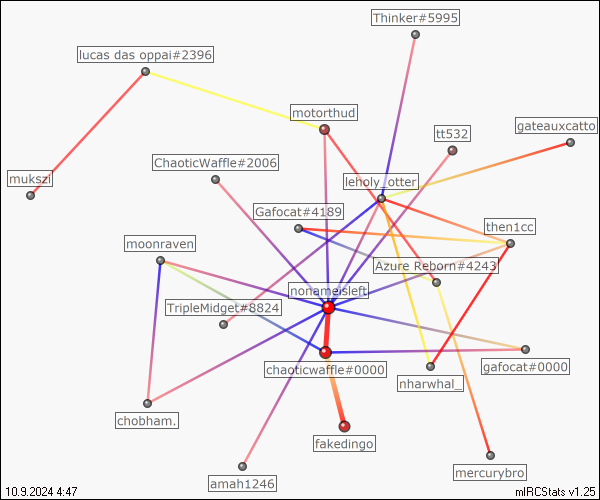 Thinker#5995
lucas das oppai#2396
motorthud
gateauxcatto
tt532
ChaoticWaffle#2006
mukszi
leholy_otter
Gafocat#4189
then1cc
moonraven
Azure Reborn#4243
nonameisleft
TripleMidget#8824
gafocat#0000
chaoticwaffle#0000
nharwhal_
chobham.
fakedingo
mercurybro
amah1246
10.9.2024 4:47
mIRCStats v1.25